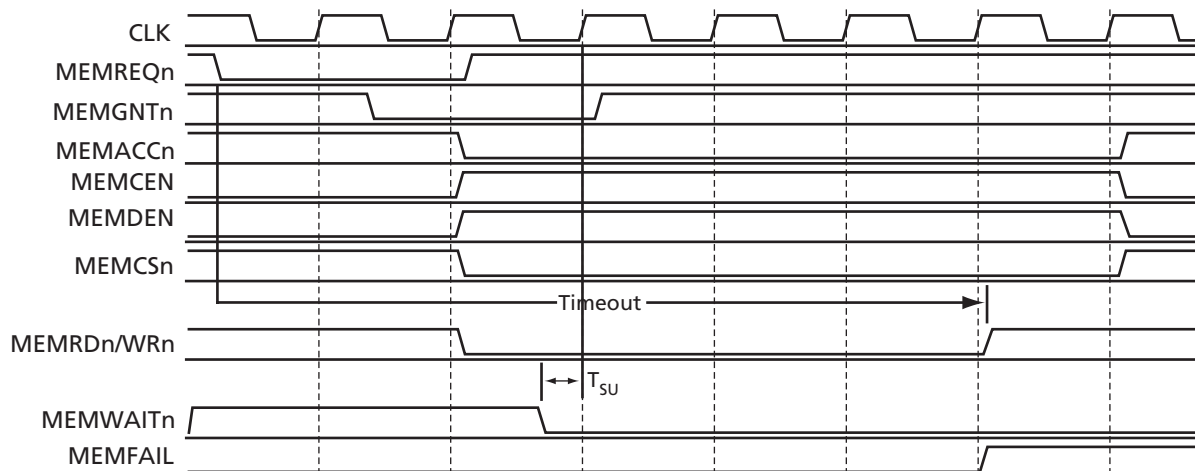 CLK
MEMREQn
MEMGNTn
MEMACCn
MEMCEN
MEMDEN
MEMCSn
Timeout
MEMRDn/WRn
TSU
MEMWAITn
MEMFAIL